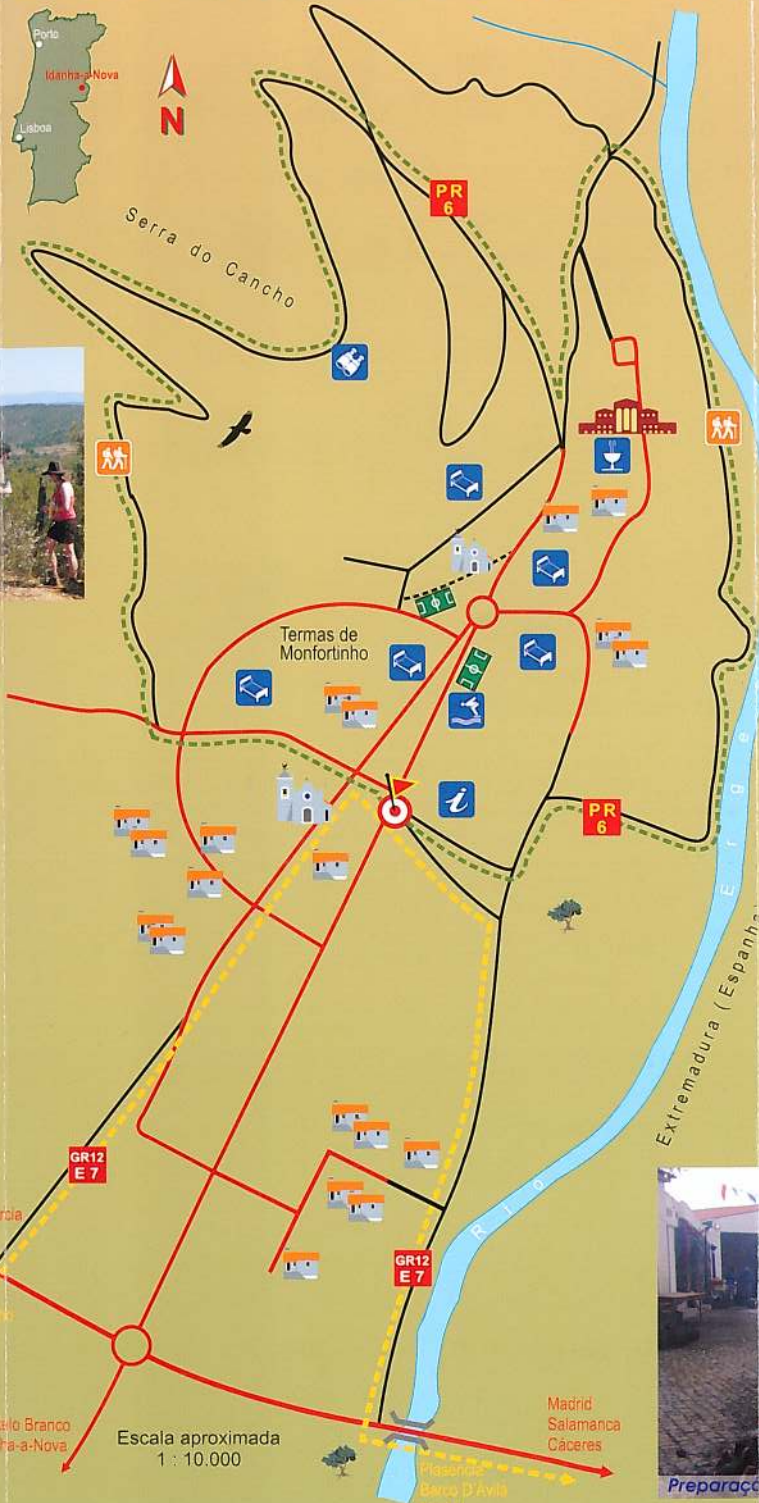 Porto
Idanha-a-Nova
Lisboa
N
Serra do Cancho
PR
6
Termas de
Monfortinho
i
PR
6
Rio Erges
Extremadura (Espanha)
GR12
E 7
GR12
E 7
Escala aproximada
1 : 10.000
Madrid
Salamanca
Cáceres
Plasencia
Barco D'Ávila